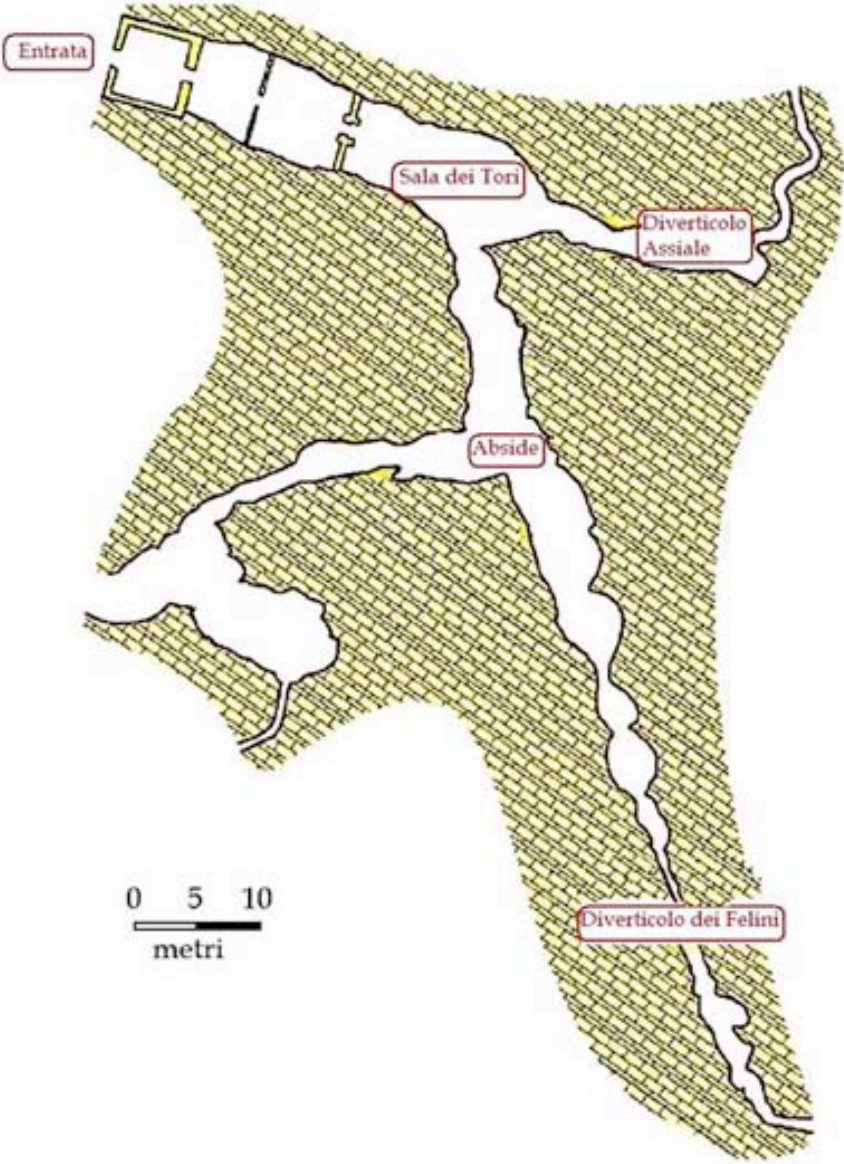 Entrata
Sala dei Tori
Diverticolo
Assiale
Abside
0 5 10
metri
Diverticolo dei Felini